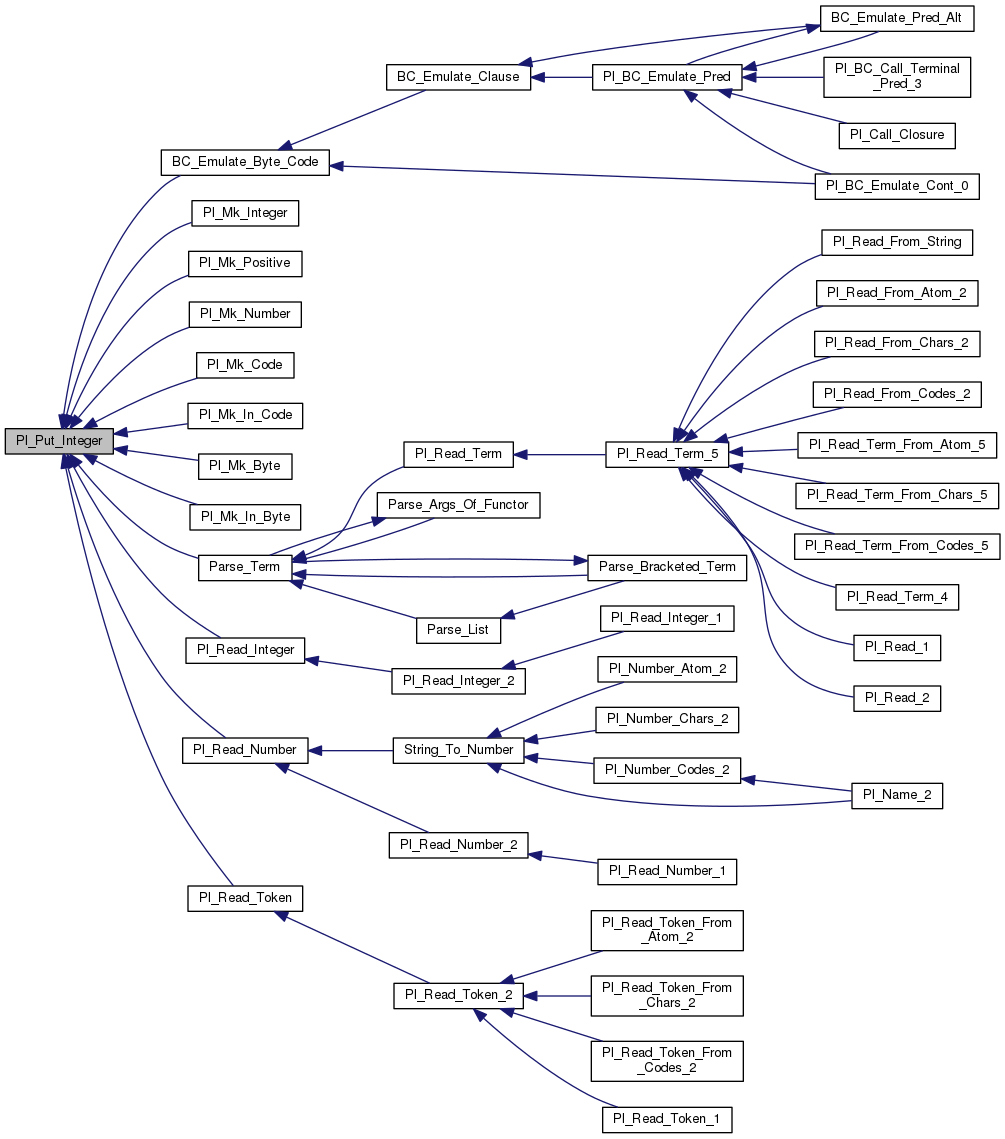 BC_Emulate_Pred_Alt
BC_Emulate_Clause
Pl_BC_Emulate_Pred
Pl_BC_Call_Terminal
_Pred_3
Pl_Call_Closure
BC_Emulate_Byte_Code
Pl_BC_Emulate_Cont_0
Pl_Mk_Integer
Pl_Read_From_String
Pl_Mk_Positive
Pl_Read_From_Atom_2
Pl_Mk_Number
Pl_Read_From_Chars_2
Pl_Mk_Code
Pl_Read_From_Codes_2
Pl_Mk_In_Code
Pl_Put_Integer
Pl_Read_Term
Pl_Read_Term_5
Pl_Read_Term_From_Atom_5
Pl_Mk_Byte
Pl_Read_Term_From_Chars_5
Parse_Args_Of_Functor
Pl_Mk_In_Byte
Pl_Read_Term_From_Codes_5
Parse_Term
Parse_Bracketed_Term
Pl_Read_Term_4
Pl_Read_Integer_1
Parse_List
Pl_Read_Integer
Pl_Read_1
Pl_Number_Atom_2
Pl_Read_Integer_2
Pl_Read_2
Pl_Number_Chars_2
Pl_Read_Number
String_To_Number
Pl_Number_Codes_2
Pl_Name_2
Pl_Read_Number_2
Pl_Read_Number_1
Pl_Read_Token
Pl_Read_Token_From
_Atom_2
Pl_Read_Token_2
Pl_Read_Token_From
_Chars_2
Pl_Read_Token_From
_Codes_2
Pl_Read_Token_1